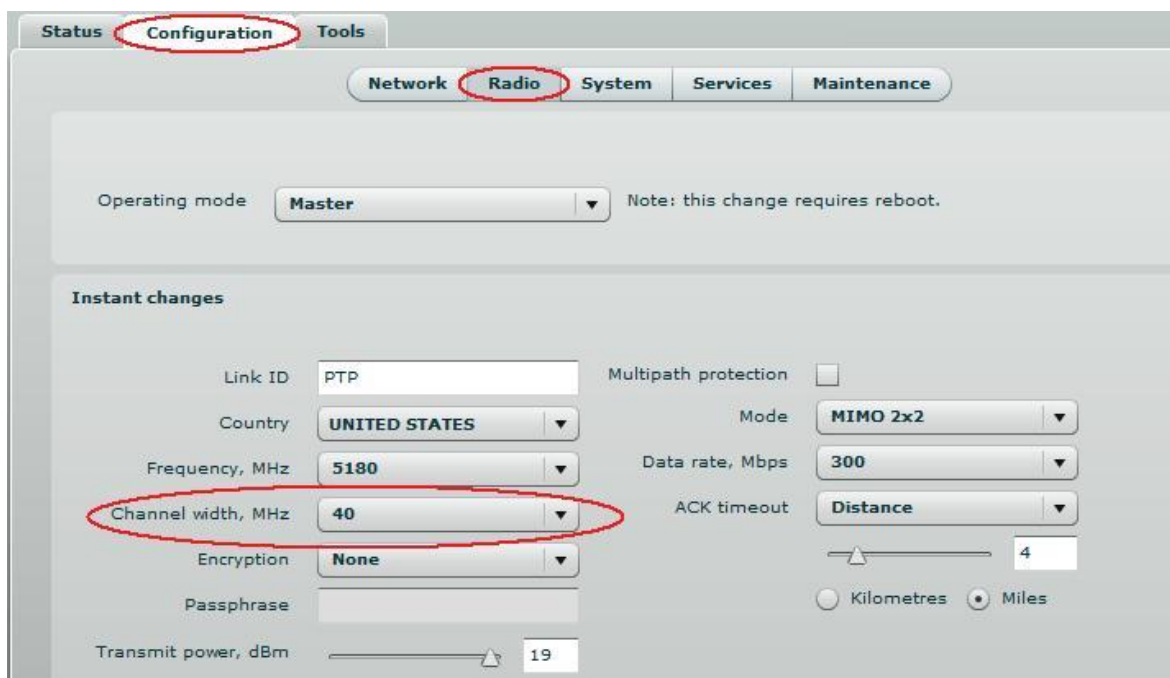 Status Configuration Tools
Network Radio System Services Maintenance
Operating mode Master Note: this change requires reboot.
Instant changes
Link ID PTP Multipath protection
Country UNITED STATES Mode MIMO 2x2
Frequency, MHz 5180 Data rate, Mbps 300
Channel width, MHz 40 ACK timeout Distance
Encryption None 4
Passphrase Kilometres Miles
Transmit power, dBm 19